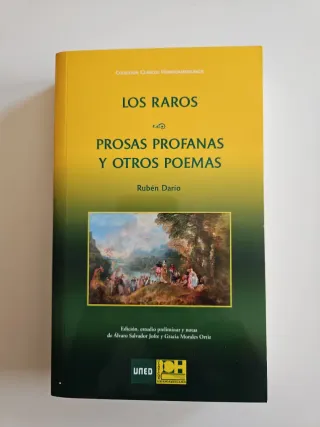 Colección Clásicos Hispanoamericanos
LOS RAROS
PROSAS PROFANAS
Y OTROS POEMAS
Rubén Darío
Edición, estudio preliminar y notas
de Álvaro Salvador Jofre y Gracia Morales Ortiz
UNED